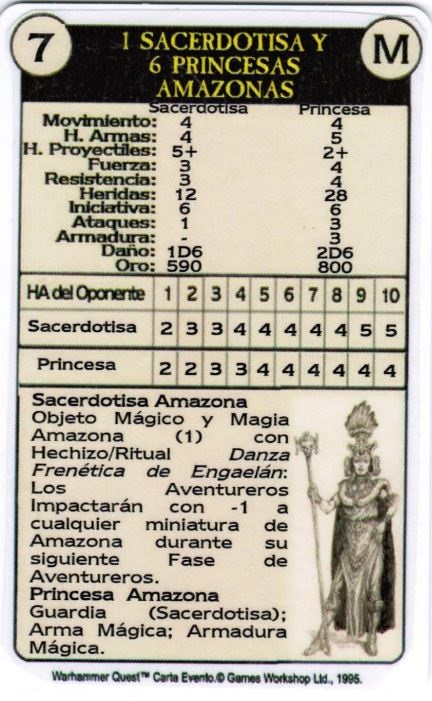 7
1 SACERDOTISA Y
6 PRINCESAS
AMAZONAS
M
Sacerdotisa Princesa
Movimiento: 4 4
H. Armas: 4 5
H. Proyectiles: 5+ 2+
Fuerza: 3 4
Resistencia: 3 4
Heridas: 12 28
Iniciativa: 6 6
Ataques: 1 3
Armadura: - 3
Daño: 1D6 2D6
Oro: 590 800
HA del Oponente 1 2 3 4 5 6 7 8 9 10
Sacerdotisa 2 3 3 4 4 4 4 4 5 5
Princesa 2 2 3 3 4 4 4 4 4 4
Sacerdotisa Amazona
Objeto Mágico y Magia
Amazona (1) con
Hechizo/Ritual Danza
Frenética de Engaelán:
Los Aventureros
Impactarán con -1 a
cualquier miniatura de
Amazona durante su
siguiente Fase de
Aventureros.
Princesa Amazona
Guardia (Sacerdotisa);
Arma Mágica; Armadura
Mágica.
Warhammer Quest™ Carta Evento.© Games Workshop Ltd., 1995.